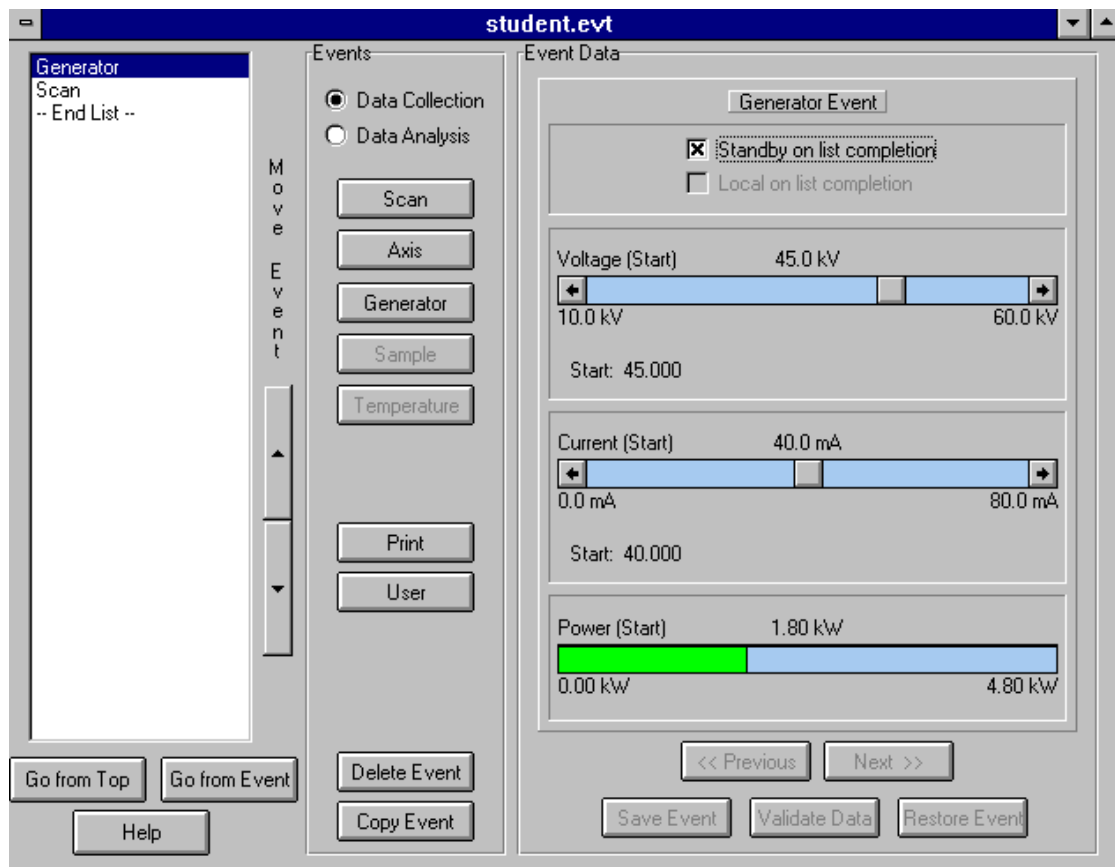 student.evt
Generator
Scan
-- End List --
Move Event
Go from Top
Go from Event
Help
Events
Data Collection
Data Analysis
Scan
Axis
Generator
Sample
Temperature
Print
User
Delete Event
Copy Event
Event Data
Generator Event
Standby on list completion
Local on list completion
Voltage (Start) 45.0 kV
10.0 kV 60.0 kV
Start: 45.000
Current (Start) 40.0 mA
0.0 mA 80.0 mA
Start: 40.000
Power (Start) 1.80 kW
0.00 kW 4.80 kW
<< Previous Next >>
Save Event Validate Data Restore Event